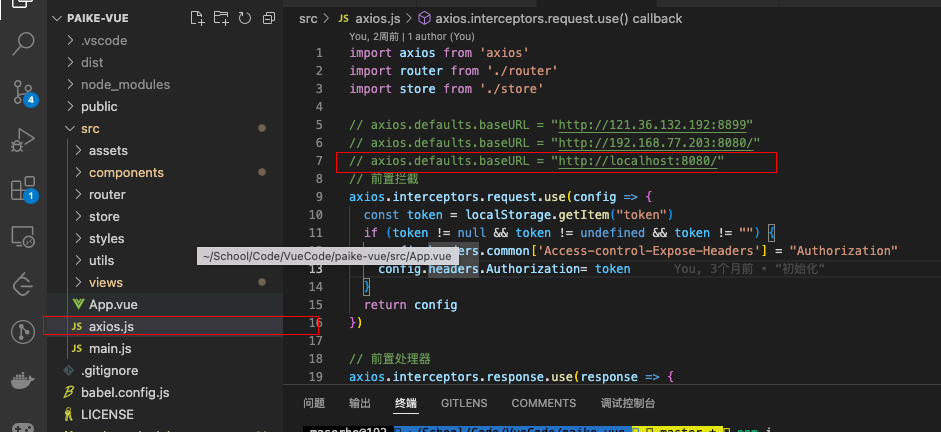 PAIKE-VUE
.vscode
dist
node_modules
public
src
assets
components
router
store
styles
utils
views
App.vue
JS axios.js
JS main.js
.gitignore
babel.config.js
LICENSE
4
1
src > JS axios.js > axios.interceptors.request.use() callback
You, 2周前 | 1 author (You)
1 import axios from 'axios'
2 import router from './router'
3 import store from './store'
4
5 // axios.defaults.baseURL = "http://121.36.132.192:8899"
6 // axios.defaults.baseURL = "http://192.168.77.203:8080/"
7 // axios.defaults.baseURL = "http://localhost:8080/"
8 // 前置拦截
9 axios.interceptors.request.use(config => {
10 const token = localStorage.getItem("token")
11 if (token != null && token != undefined && token != "") {
.common['Access-control-Expose-Headers'] = "Authorization"
~/School/Code/VueCode/paike-vue/src/App.vue
13 config.headers.Authorization= token You, 3个月前 • "初始化"
14 }
15 return config
16 })
17
18 // 前置处理器
19 axios.interceptors.response.use(response => {
问题 输出 终端 GITLENS COMMENTS 调试控制台